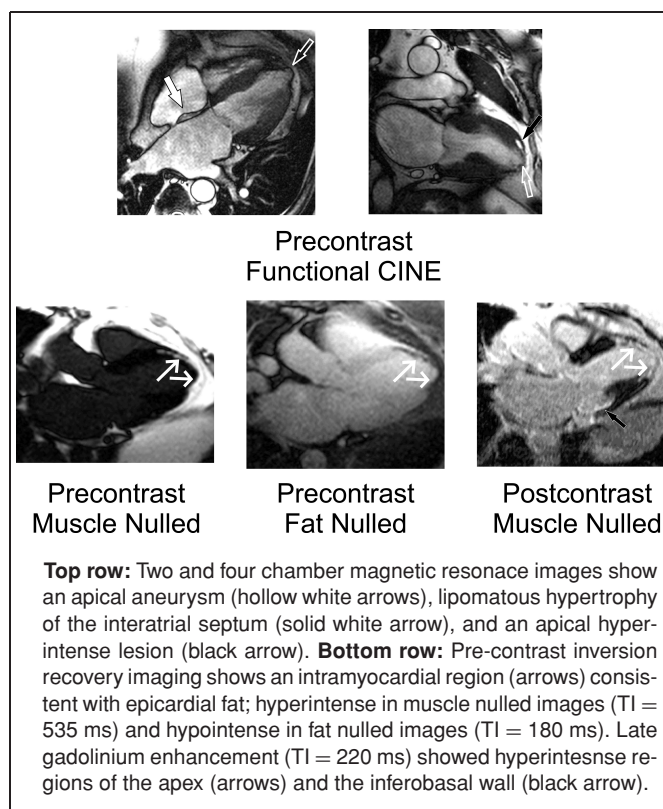 Precontrast
Functional CINE
Precontrast
Muscle Nulled
Precontrast
Fat Nulled
Postcontrast
Muscle Nulled
Top row: Two and four chamber magnetic resonace images show
an apical aneurysm (hollow white arrows), lipomatous hypertrophy
of the interatrial septum (solid white arrow), and an apical hyper-
intense lesion (black arrow). Bottom row: Pre-contrast inversion
recovery imaging shows an intramyocardial region (arrows) consis-
tent with epicardial fat; hyperintense in muscle nulled images (TI =
535 ms) and hypointense in fat nulled images (TI = 180 ms). Late
gadolinium enhancement (TI = 220 ms) showed hyperintesnse re-
gions of the apex (arrows) and the inferobasal wall (black arrow).